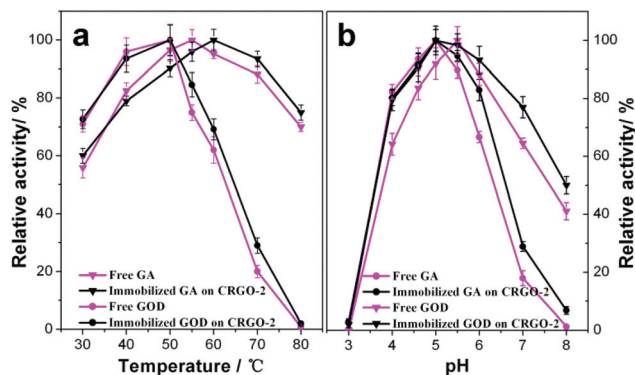 a
Relative activity/ %
100
80
60
40
20
0
Free GA
Immobilized GA on CRGO-2
Free GOD
Immobilized GOD on CRGO-2
30 40 50 60 70 80
Temperature / ℃
b
Free GA
Immobilized GA on CRGO-2
Free GOD
Immobilized GOD on CRGO-2
3 4 5 6 7 8
pH
100
80
60
40
20
0
Relative activity/ %